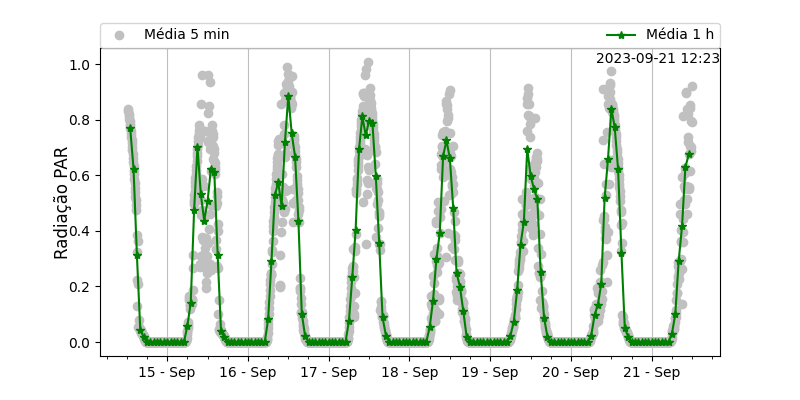 Média 5 min
Média 1 h
2023-09-21 12:23
Radiação PAR
1.0
0.8
0.6
0.4
0.2
0.0
15 - Sep
16 - Sep
17 - Sep
18 - Sep
19 - Sep
20 - Sep
21 - Sep